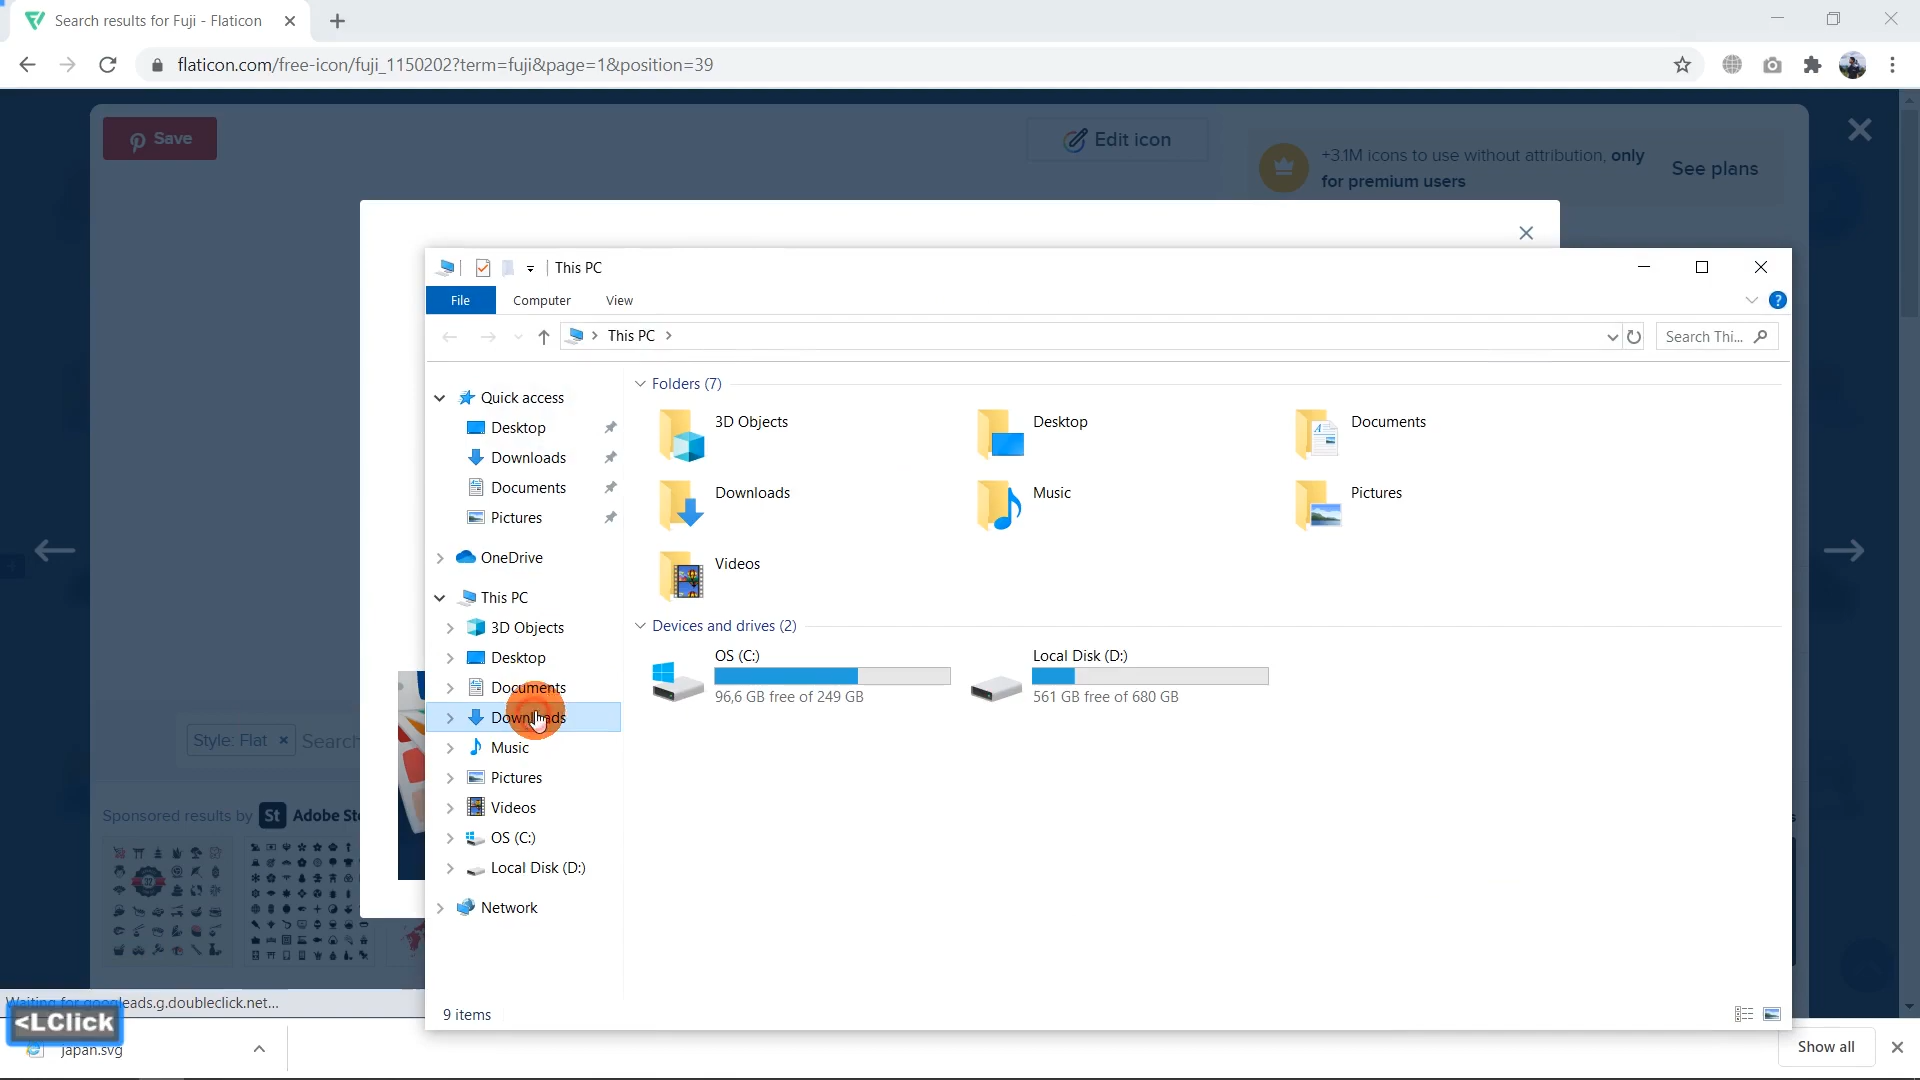 Search results for Fuji - Flaticon
flaticon.com/free-icon/fuji_1150202?term=fuji&page=1&position=39
Save
Edit icon
+3.1M icons to use without attribution, only
for premium users
See plans
This PC
File
Computer
View
This PC
Search Thi...
Quick access
Desktop
Downloads
Documents
Pictures
OneDrive
This PC
3D Objects
Desktop
Documents
Downloads
Music
Pictures
Videos
OS (C:)
Local Disk (D:)
Network
Folders (7)
3D Objects
Desktop
Documents
Downloads
Music
Pictures
Videos
Devices and drives (2)
OS (C:)
96,6 GB free of 249 GB
Local Disk (D:)
561 GB free of 680 GB
9 items
Style: Flat
Search
Sponsored results by
St
Adobe St
Waiting for googleads.g.doubleclick.net...
<LClick
japan.svg
Show all